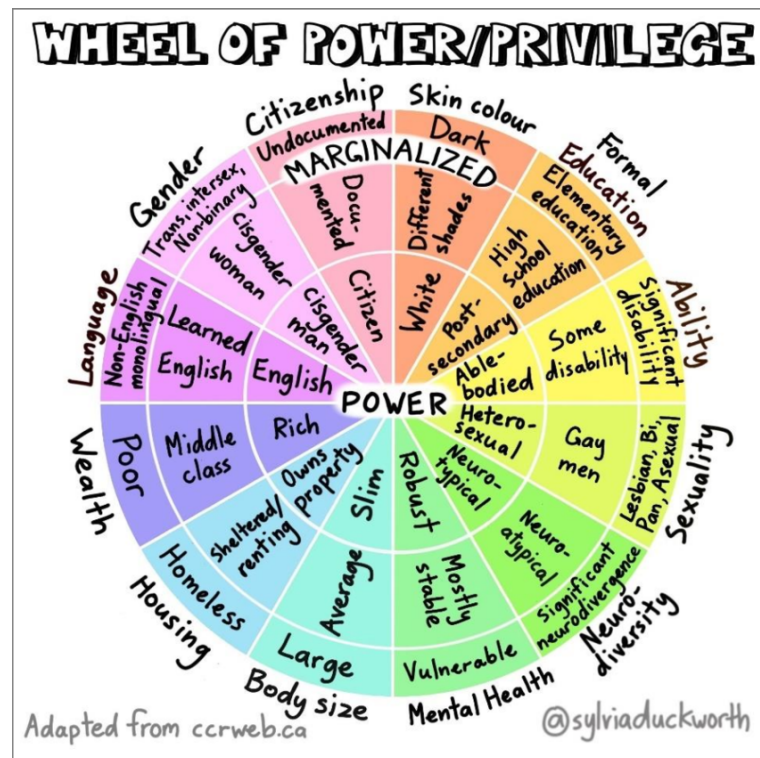 WHEEL OF POWER/PRIVILEGE
Citizenship
Undocumented
Docu-
mented
Citizen
Skin colour
Dark
Different
shades
White
Formal
Education
Elementary
education
High
school
education
Post-
secondary
Ability
Significant
disability
Some
disability
Able-
bodied
Sexuality
Lesbian, Bi,
Pan, Asexual
Gay
men
Hetero-
sexual
Neuro-
diversity
Significant
neurodivergence
Neuro-
atypical
Neuro-
typical
Mental Health
Vulnerable
Mostly
stable
Robust
Body size
Large
Average
Slim
Housing
Homeless
Sheltered/
renting
Owns
property
Wealth
Poor
Middle
class
Rich
Language
Non-English
monolingual
Learned
English
English
Gender
Trans, intersex,
Non-binary
cisgender
woman
cisgender
man
MARGINALIZED
POWER
Adapted from ccrweb.ca
@sylviaduckworth